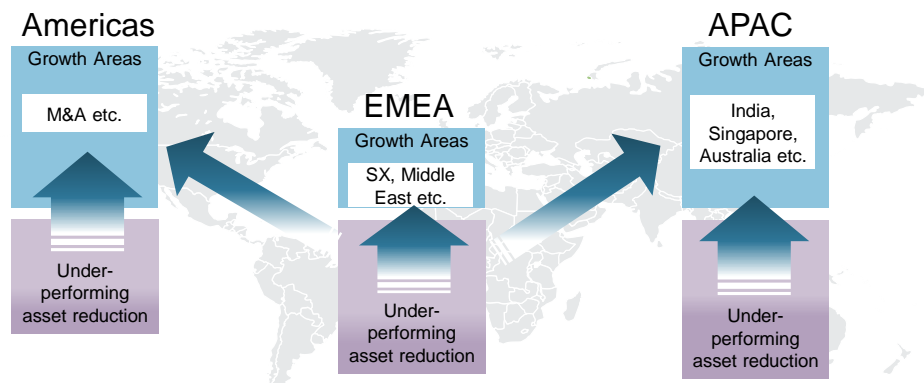 Americas
Growth Areas
M&A etc.
Under-
performing
asset reduction
EMEA
Growth Areas
SX, Middle
East etc.
Under-
performing
asset reduction
APAC
Growth Areas
India,
Singapore,
Australia etc.
Under-
performing
asset reduction